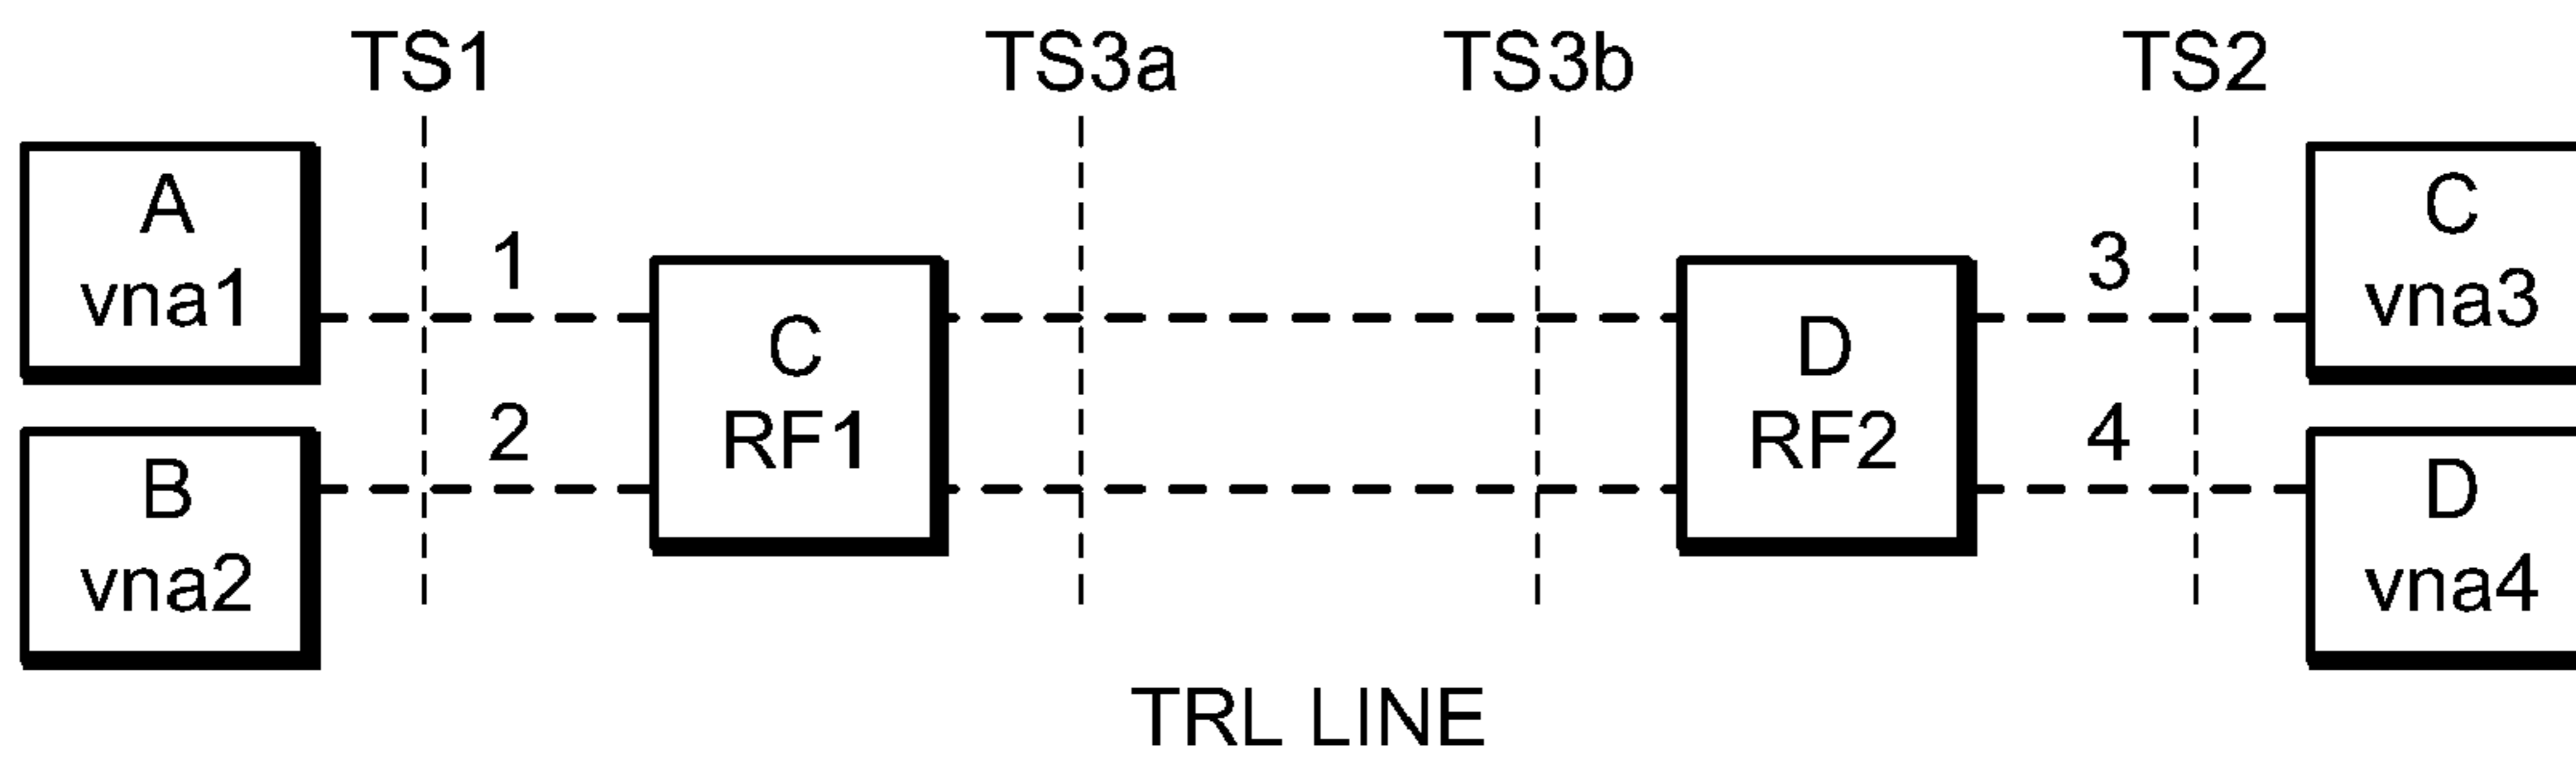 TS1 TS3a TS3b TS2
A
vna1
1
C
RF1
D
RF2
3
C
vna3
B
vna2
2
4
D
vna4
TRL LINE